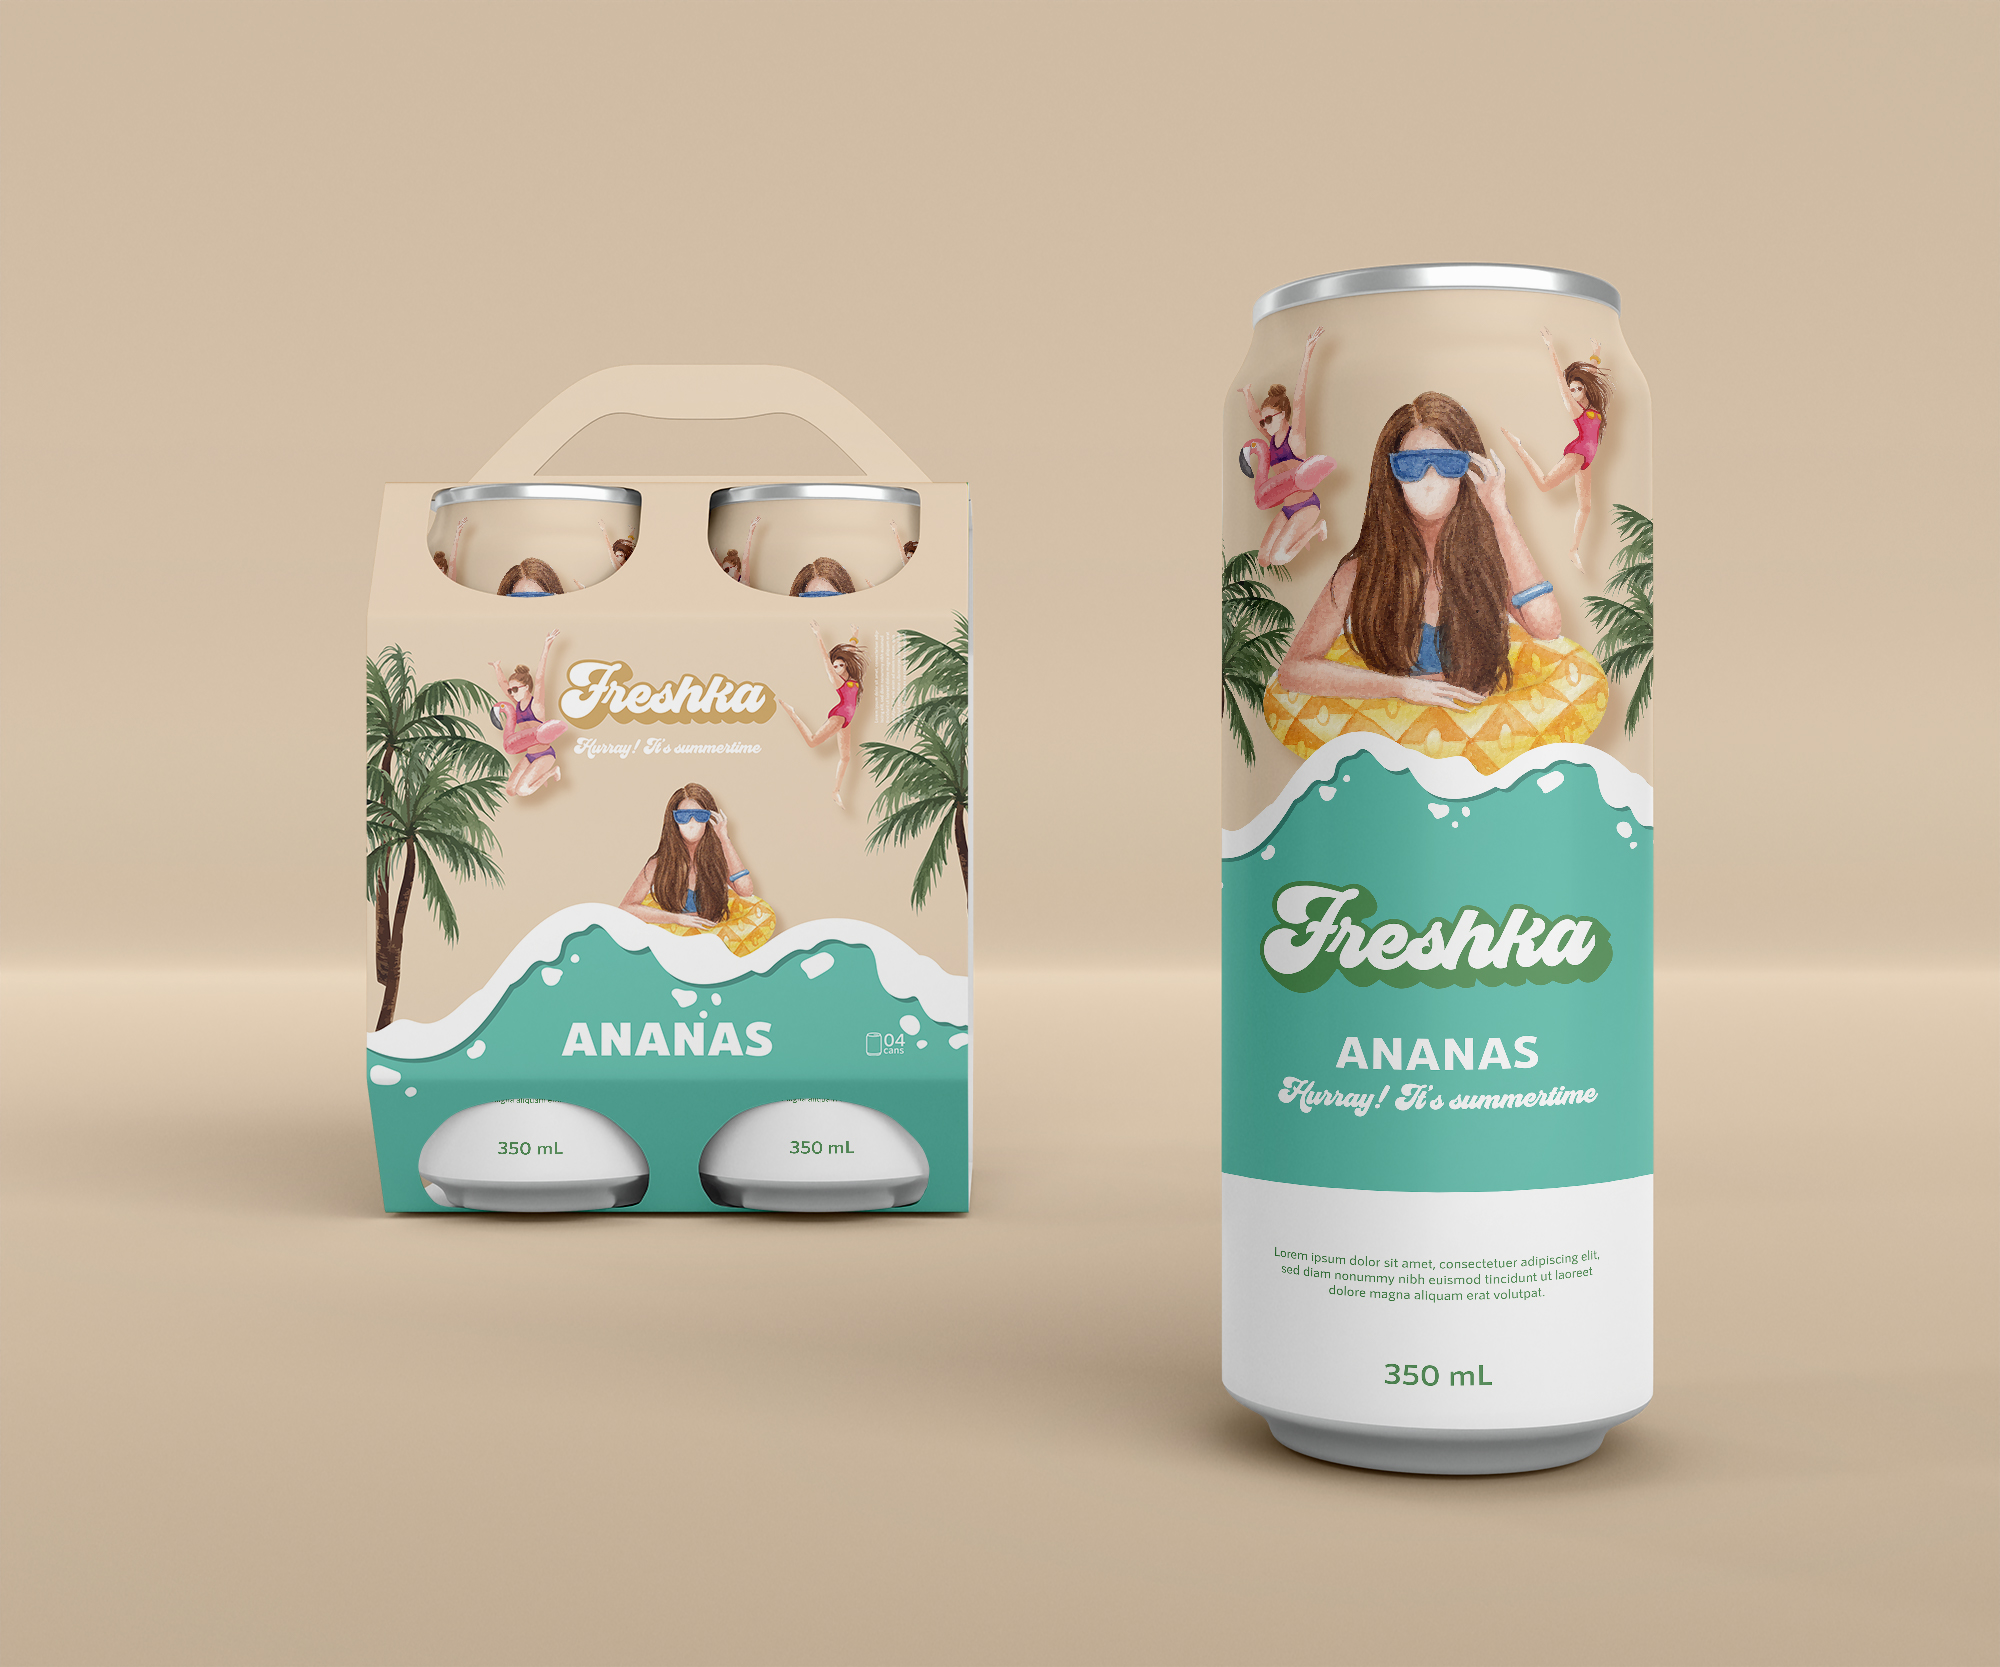 Freshka
Hurray! It's summertime
ANANAS
04
cans
magna aliquam
350 mL
350 mL
Freshka
ANANAS
Hurray! It's summertime
Lorem ipsum dolor sit amet, consectetuer adipiscing elit,
sed diam nonummy nibh euismod tincidunt ut laoreet
dolore magna aliquam erat volutpat.
350 mL